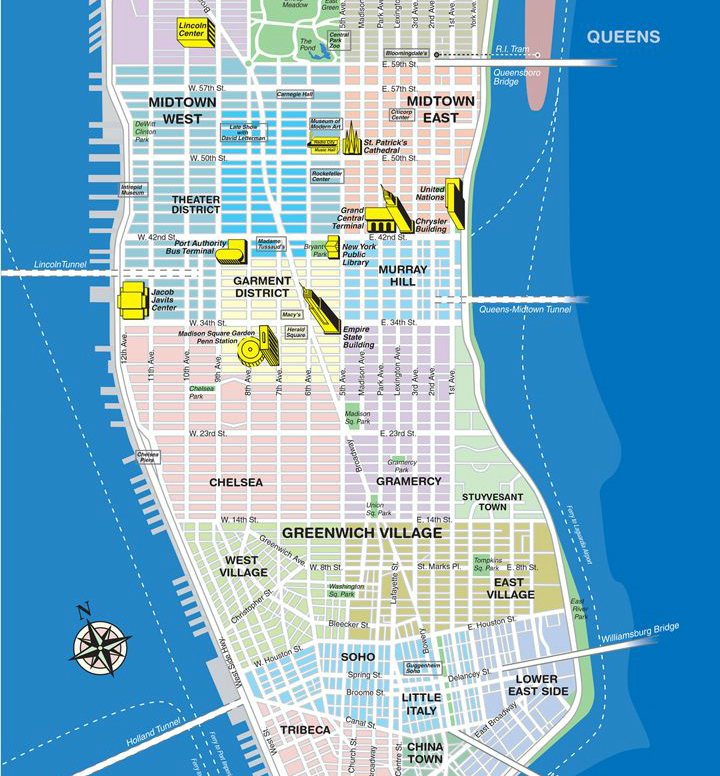 Lincoln
Center
Meadow
East
Green
5th Ave.
Madison
Park Ave.
Lexington
3rd Ave.
2nd Ave.
1st Ave.
York Ave.
The
Pond
Central
Park
Zoo
Bloomingdale's
R.I. Tram
QUEENS
E. 59th St.
Queensboro
Bridge
W. 57th St.
E. 57th St.
Carnegie Hall
MIDTOWN
WEST
MIDTOWN
EAST
DeWitt
Clinton
Park
Late Show
with
David Letterman
Museum of
Modern Art
Citicorp
Center
Radio City
Music Hall
St. Patrick's
Cathedral
W. 50th St.
E. 50th St.
Rockefeller
Center
Intrepid
Museum
United
Nations
THEATER
DISTRICT
Grand
Central
Terminal
Chrysler
Building
W. 42nd St.
E. 42nd St.
Port Authority
Bus Terminal
Madame
Tussaud's
Bryant
Park
New York
Public
Library
Lincoln Tunnel
MURRAY
HILL
GARMENT
DISTRICT
Jacob
Javits
Center
Queens-Midtown Tunnel
Macy's
W. 34th St.
E. 34th St.
Madison Square Garden
Penn Station
Herald
Square
Empire
State
Building
12th Ave.
11th Ave.
10th Ave.
9th Ave.
8th Ave.
7th Ave.
6th Ave.
5th Ave.
Madison Ave.
Park Ave.
Lexington Ave.
3rd Ave.
2nd Ave.
1st Ave.
Chelsea
Park
Madison
Sq. Park
W. 23rd St.
E. 23rd St.
Broadway
Chelsea
Piers
Gramercy
Park
CHELSEA
GRAMERCY
STUYVESANT
TOWN
Union
Sq. Park
W. 14th St.
E. 14th St.
Ferry to Laguardia Airport
GREENWICH VILLAGE
Greenwich Ave.
WEST
VILLAGE
W. 8th St.
St. Marks Pl.
Tompkins
Sq. Park
E. 8th St.
Washington
Sq. Park
Lafayette St.
EAST
VILLAGE
Christopher St.
East
River
Park
N
Bleecker St.
Bowery
E. Houston St.
Williamsburg Bridge
W. Houston St.
SOHO
West Side Hwy.
Guggenheim
Soho
Spring St.
Delancey St.
LOWER
EAST SIDE
Broome St.
LITTLE
ITALY
Holland Tunnel
Canal St.
East Broadway
TRIBECA
West St.
Church St.
Broadway
Centre St.
CHINA
TOWN